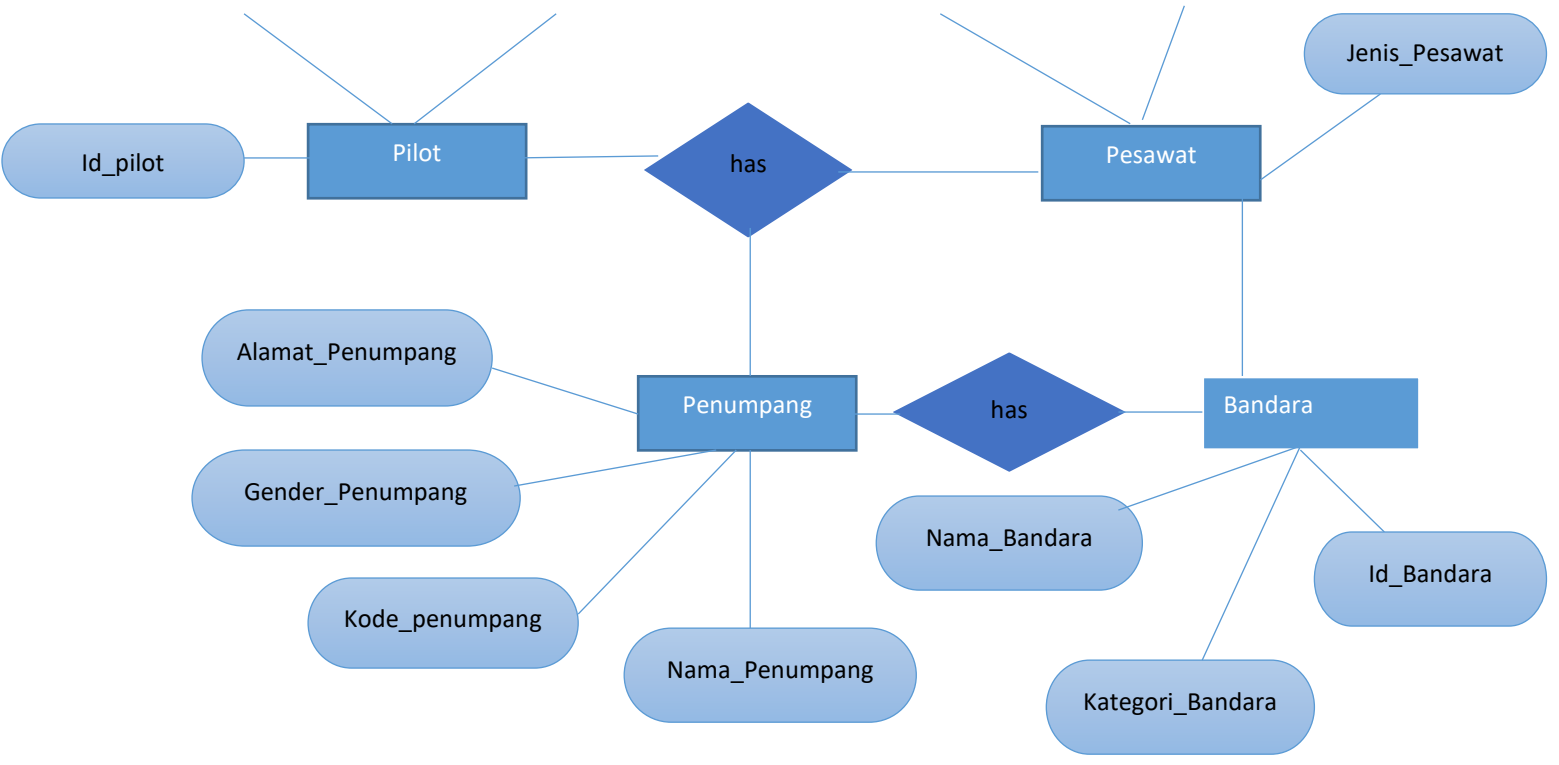 Jenis_Pesawat
Id_pilot
Pilot
has
Pesawat
Alamat_Penumpang
Penumpang
has
Bandara
Gender_Penumpang
Nama_Bandara
Id_Bandara
Kode_penumpang
Nama_Penumpang
Kategori_Bandara